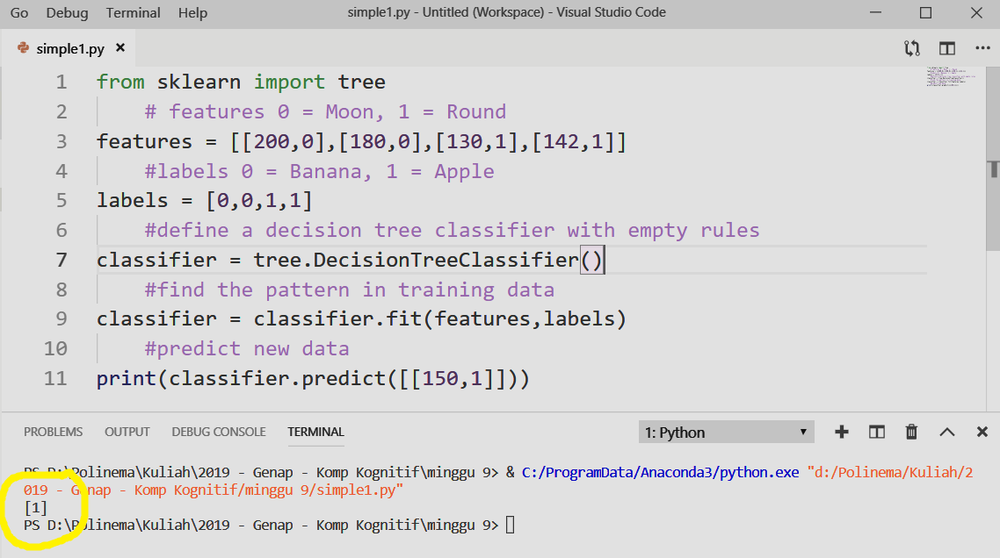 Go Debug Terminal Help simple1.py - Untitled (Workspace) - Visual Studio Code
simple1.py
1 from sklearn import tree
2 # features 0 = Moon, 1 = Round
3 features = [[200,0],[180,0],[130,1],[142,1]]
4 #labels 0 = Banana, 1 = Apple
5 labels = [0,0,1,1]
6 #define a decision tree classifier with empty rules
7 classifier = tree.DecisionTreeClassifier()
8 #find the pattern in training data
9 classifier = classifier.fit(features,labels)
10 #predict new data
11 print(classifier.predict([[150,1]]))
PROBLEMS OUTPUT DEBUG CONSOLE TERMINAL 1: Python
PS D:\Polinema\Kuliah\2019 - Genap - Komp Kognitif\minggu 9> & C:/ProgramData/Anaconda3/python.exe "d:/Polinema/Kuliah/2
019 - Genap - Komp Kognitif/minggu 9/simple1.py"
[1]
PS D:\Polinema\Kuliah\2019 - Genap - Komp Kognitif\minggu 9>